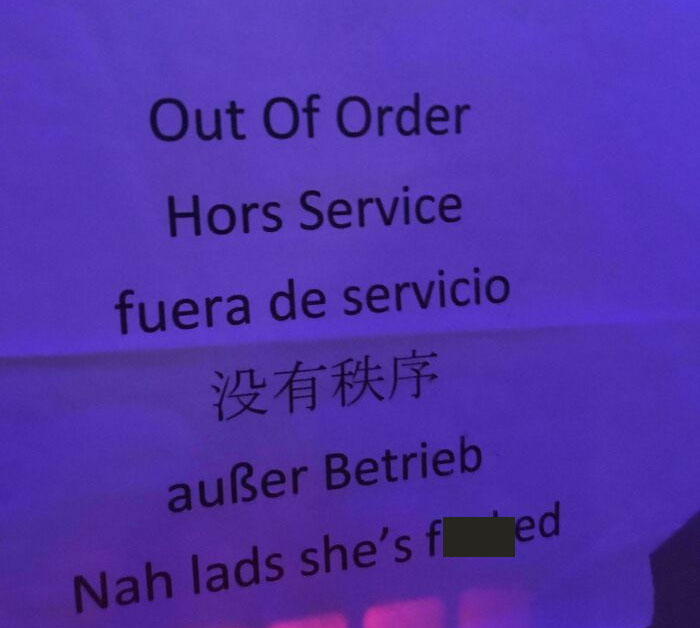 Out Of Order
Hors Service
fuera de servicio
没有秩序
außer Betrieb
Nah lads she's